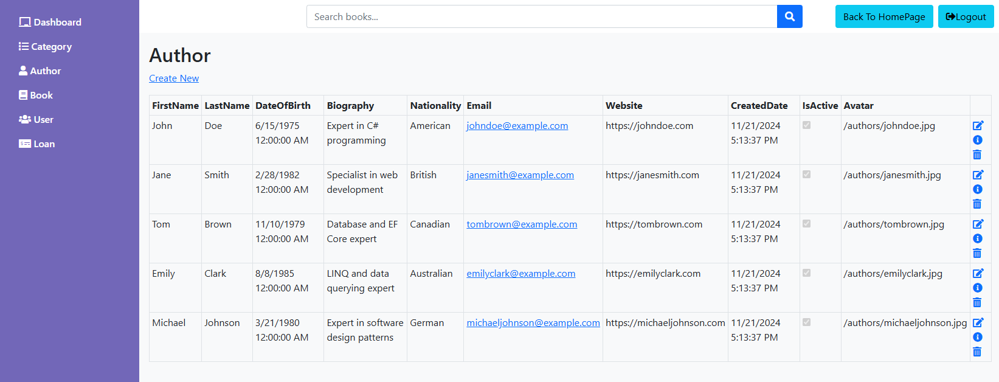 Dashboard
Category
Author
Book
User
Loan
Search books...
Back To HomePage
Logout
Author
Create New
FirstName LastName DateOfBirth Biography Nationality Email Website CreatedDate IsActive Avatar
John Doe 6/15/1975 Expert in C# American johndoe@example.com https://johndoe.com 11/21/2024 /authors/johndoe.jpg
12:00:00 AM programming 5:13:37 PM
Jane Smith 2/28/1982 Specialist in web British janesmith@example.com https://janesmith.com 11/21/2024 /authors/janesmith.jpg
12:00:00 AM development 5:13:37 PM
Tom Brown 11/10/1979 Database and EF Canadian tombrown@example.com https://tombrown.com 11/21/2024 /authors/tombrown.jpg
12:00:00 AM Core expert 5:13:37 PM
Emily Clark 8/8/1985 LINQ and data Australian emilyclark@example.com https://emilyclark.com 11/21/2024 /authors/emilyclark.jpg
12:00:00 AM querying expert 5:13:37 PM
Michael Johnson 3/21/1980 Expert in software German michaeljohnson@example.com https://michaeljohnson.com 11/21/2024 /authors/michaeljohnson.jpg
12:00:00 AM design patterns 5:13:37 PM